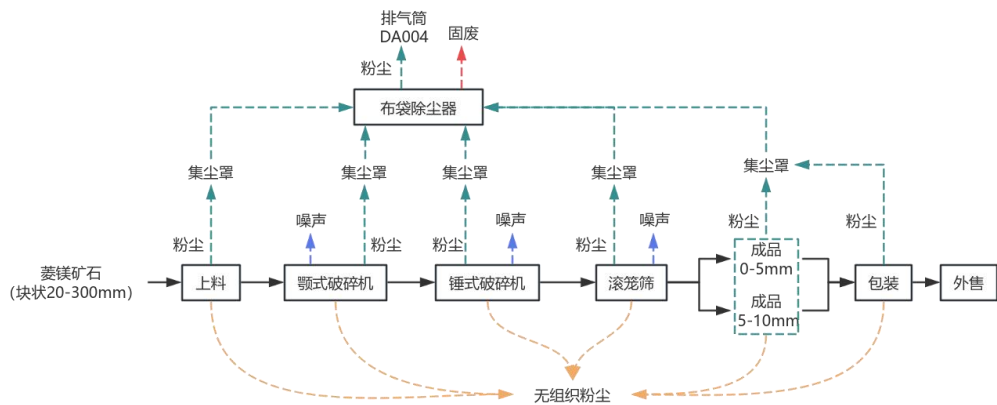 排气筒
DA004
固废
粉尘
布袋除尘器
集尘罩
集尘罩
集尘罩
集尘罩
集尘罩
噪声
噪声
噪声
粉尘
粉尘
粉尘
粉尘
粉尘
粉尘
菱镁矿石
（块状20-300mm）
上料
颚式破碎机
锤式破碎机
滚笼筛
成品
0-5mm
成品
5-10mm
包装
外售
无组织粉尘